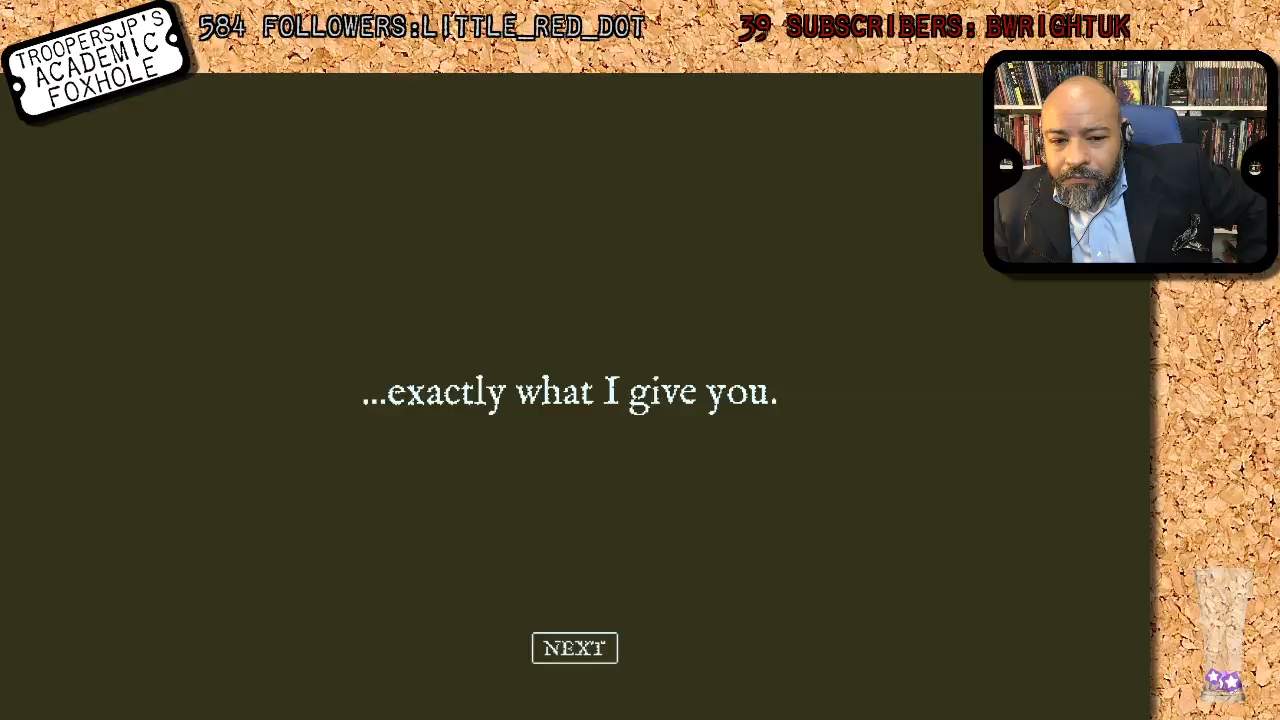 TROOPERSJP'S
ACADEMIC
FOXHOLE
584 FOLLOWERS:LITTLE_RED_DOT
39 SUBSCRIBERS: BWRIGHTUK
...exactly what I give you.
NEXT